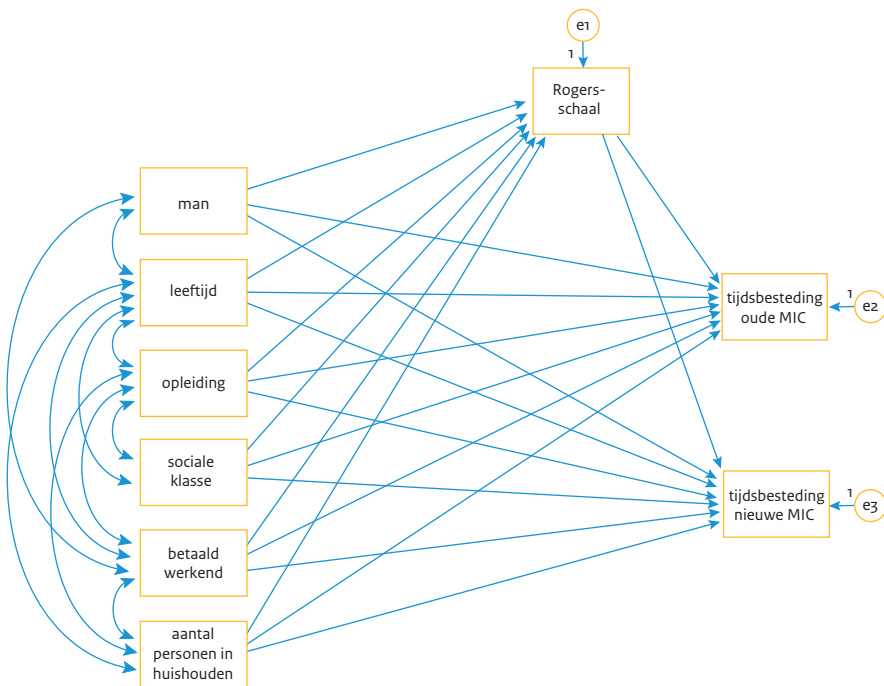 e1
1
Rogers-
schaal
man
leeftijd
tijdsbesteding
oude MIC
1
e2
opleiding
sociale
klasse
tijdsbesteding
nieuwe MIC
1
e3
betaald
werkend
aantal
personen in
huishouden